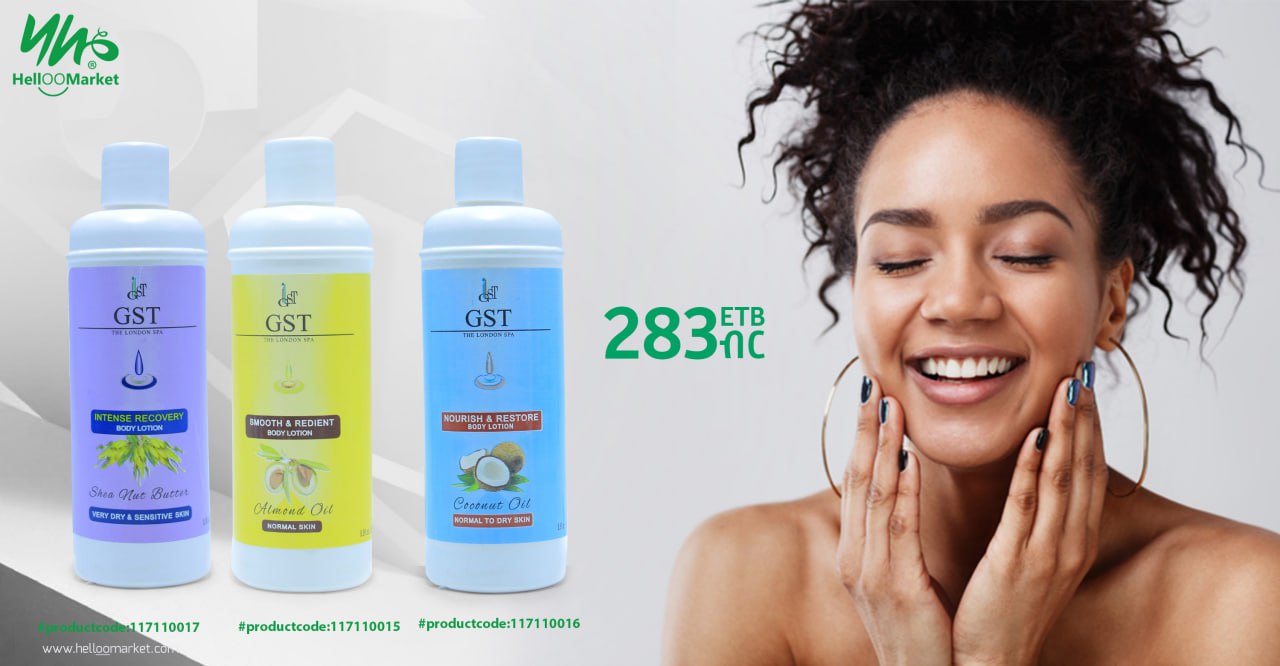 ®
HellOOMarket
GST
THE LONDON SPA
INTENSE RECOVERY
BODY LOTION
Shea Nut Butter
VERY DRY & SENSITIVE SKIN
GST
THE LONDON SPA
SMOOTH & REDIENT
BODY LOTION
Almond Oil
NORMAL SKIN
GST
THE LONDON SPA
NOURISH & RESTORE
BODY LOTION
Coconut Oil
NORMAL TO DRY SKIN
283 ETB
ብር
#productcode:117110017
#productcode:117110015
#productcode:117110016
www.helloomarket.com